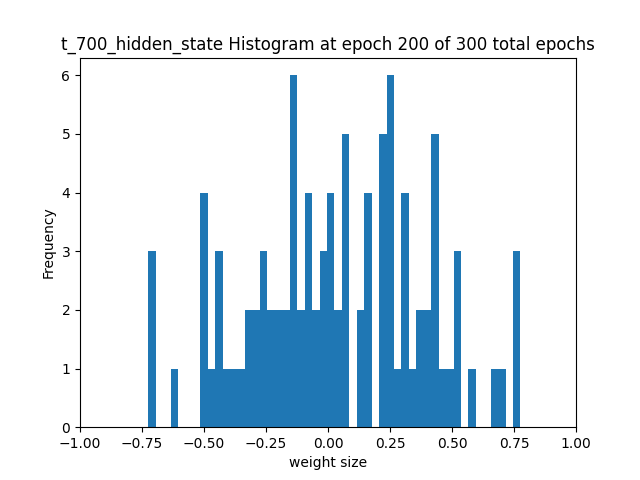 t_700_hidden_state Histogram at epoch 200 of 300 total epochs
6
5
4
3
2
1
0
Frequency
−1.00 −0.75 −0.50 −0.25 0.00 0.25 0.50 0.75 1.00
weight size